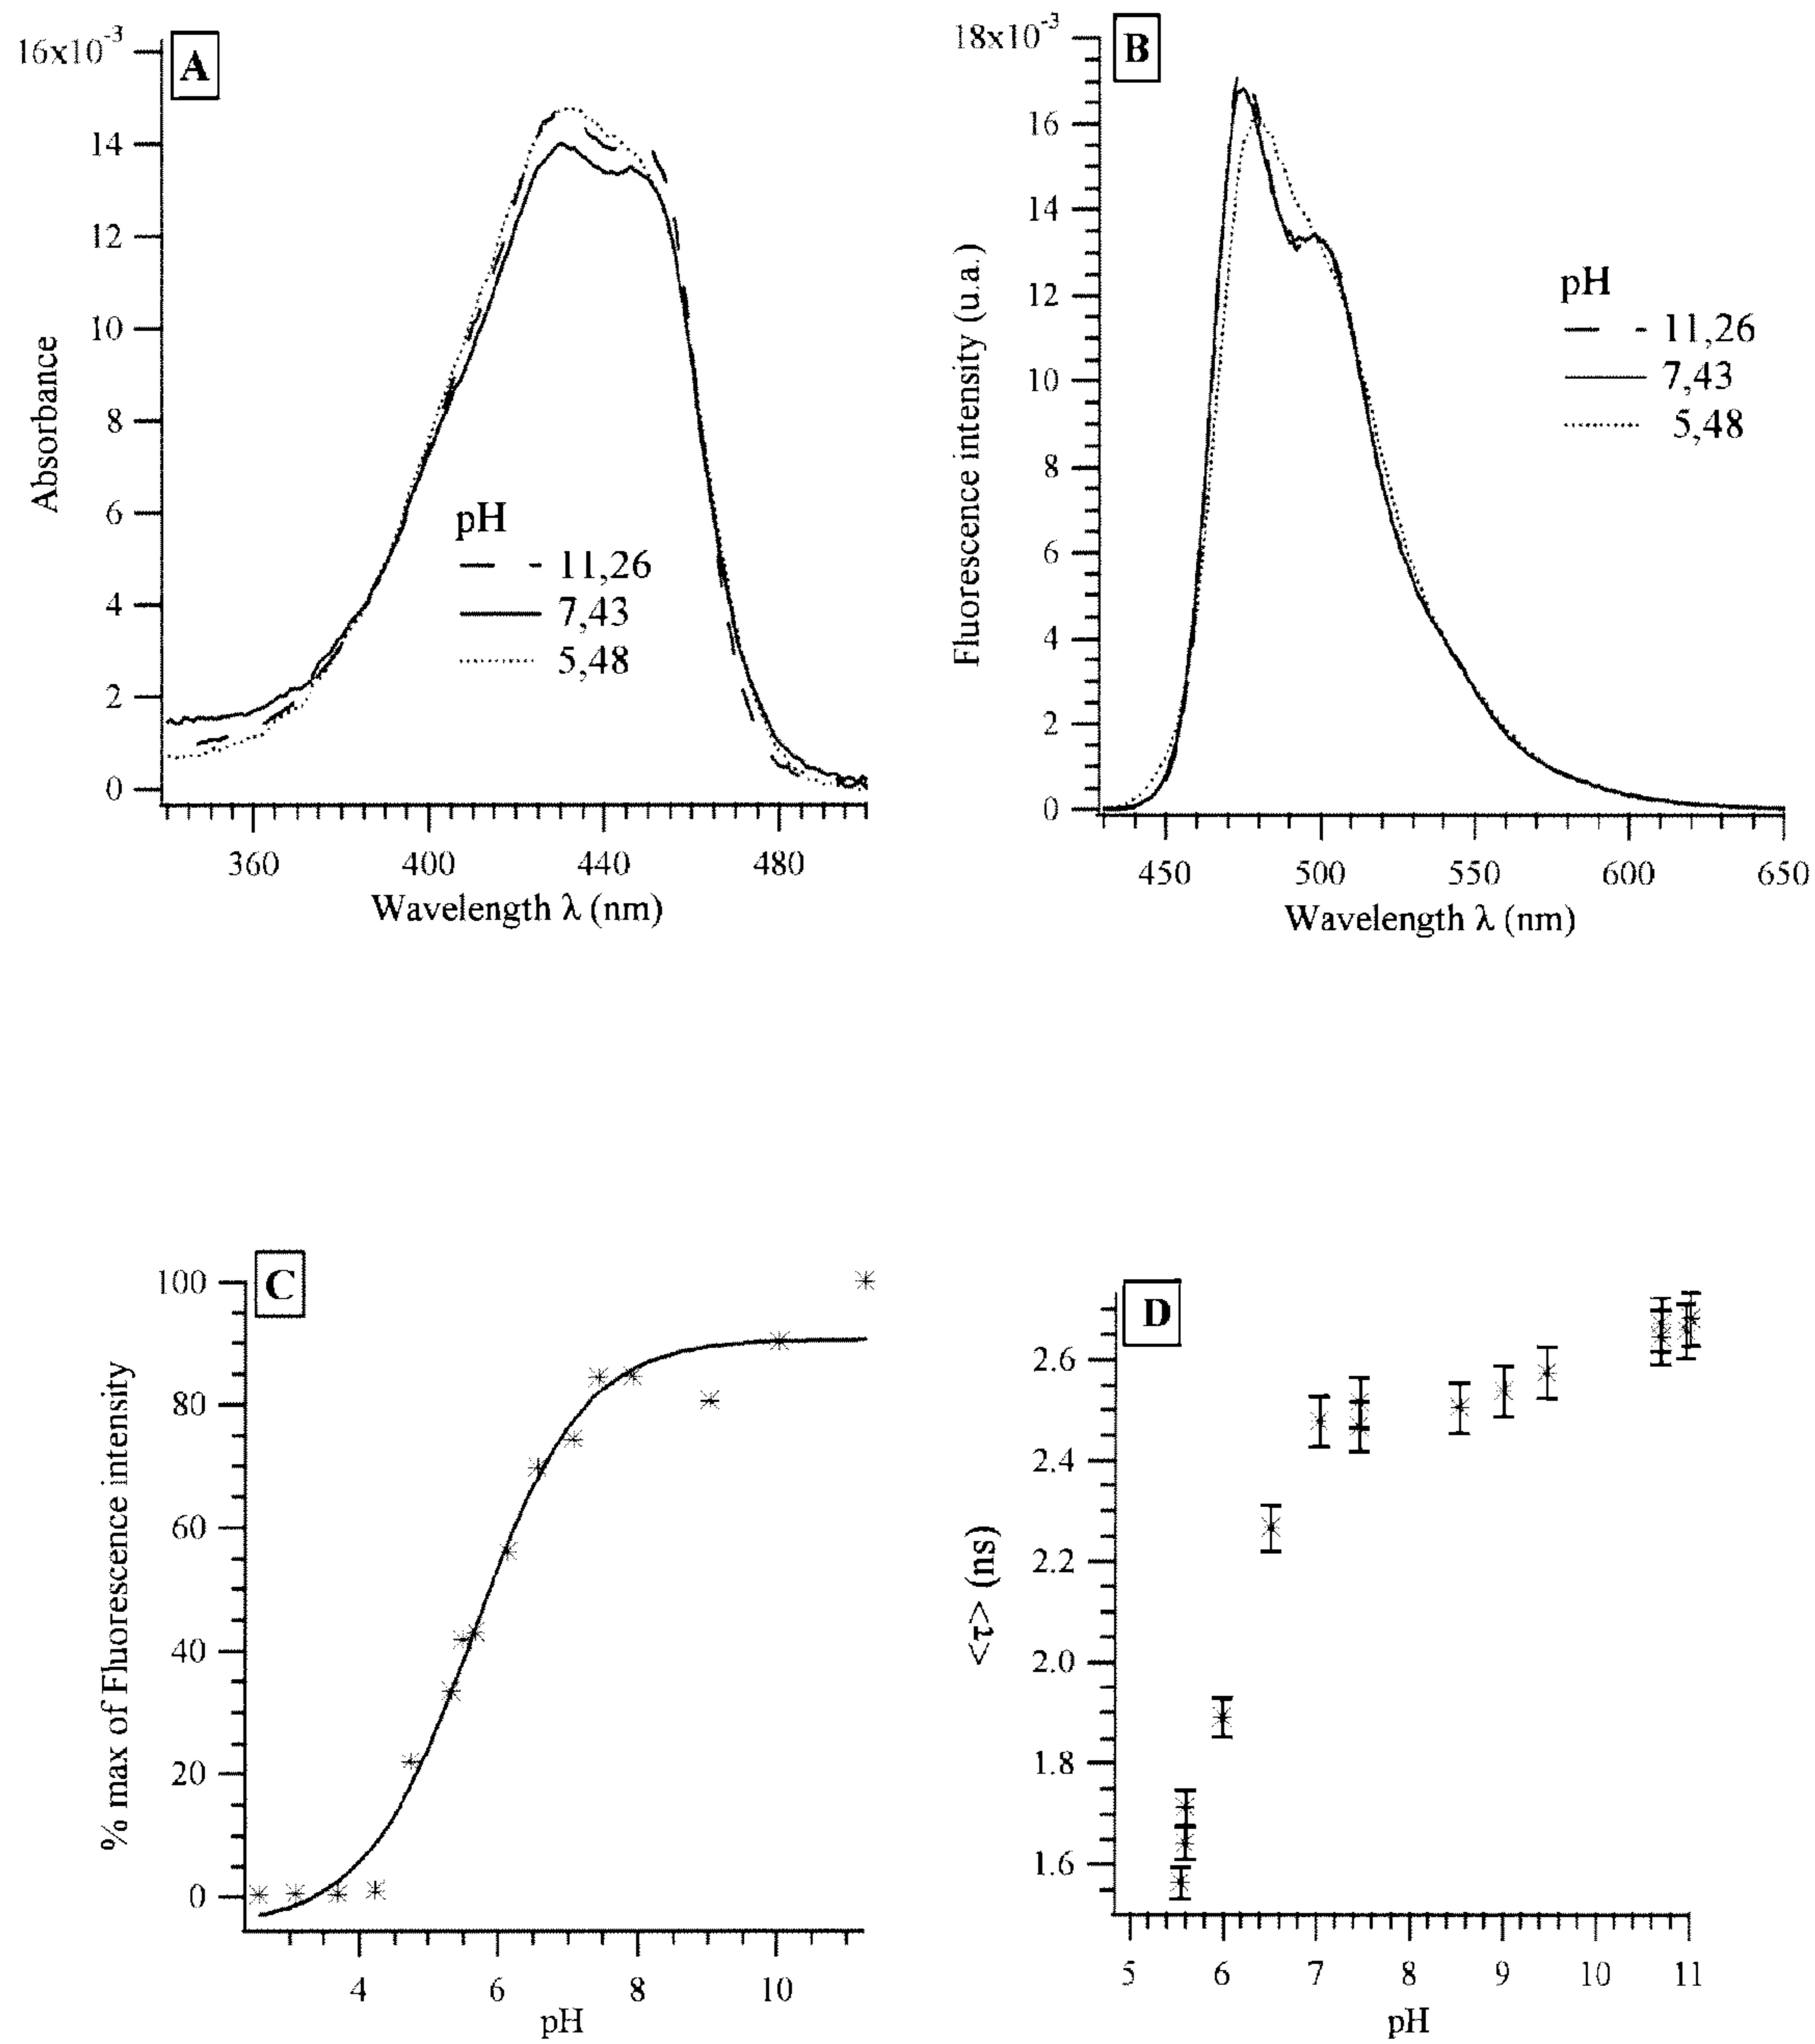 A
16x10-3
14
12
10
8
6
4
2
0
Absorbance
pH
11,26
7,43
5,48
360 400 440 480
Wavelength λ (nm)
B
18x10-3
16
14
12
10
8
6
4
2
0
Fluorescence intensity (u.a.)
pH
11,26
7,43
5,48
450 500 550 600 650
Wavelength λ (nm)
C
100
80
60
40
20
0
% max of Fluorescence intensity
4 6 8 10
pH
D
2.6
2.4
2.2
2.0
1.8
1.6
<τ> (ns)
5 6 7 8 9 10 11
pH